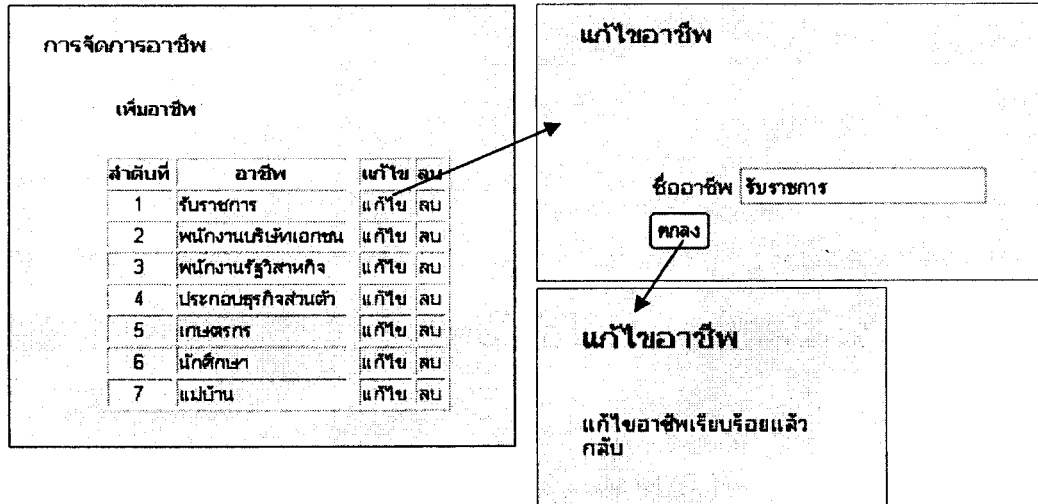 การจัดการอาชีพ
เพิ่มอาชีพ
ลำดับที่ อาชีพ แก้ไข ลบ
1 รับราชการ แก้ไข ลบ
2 พนักงานบริษัทเอกชน แก้ไข ลบ
3 พนักงานรัฐวิสาหกิจ แก้ไข ลบ
4 ประกอบธุรกิจส่วนตัว แก้ไข ลบ
5 เกษตรกร แก้ไข ลบ
6 นักศึกษา แก้ไข ลบ
7 แม่บ้าน แก้ไข ลบ
แก้ไขอาชีพ
ชื่ออาชีพ รับราชการ
ตกลง
แก้ไขอาชีพ
แก้ไขอาชีพเรียบร้อยแล้ว
กลับ